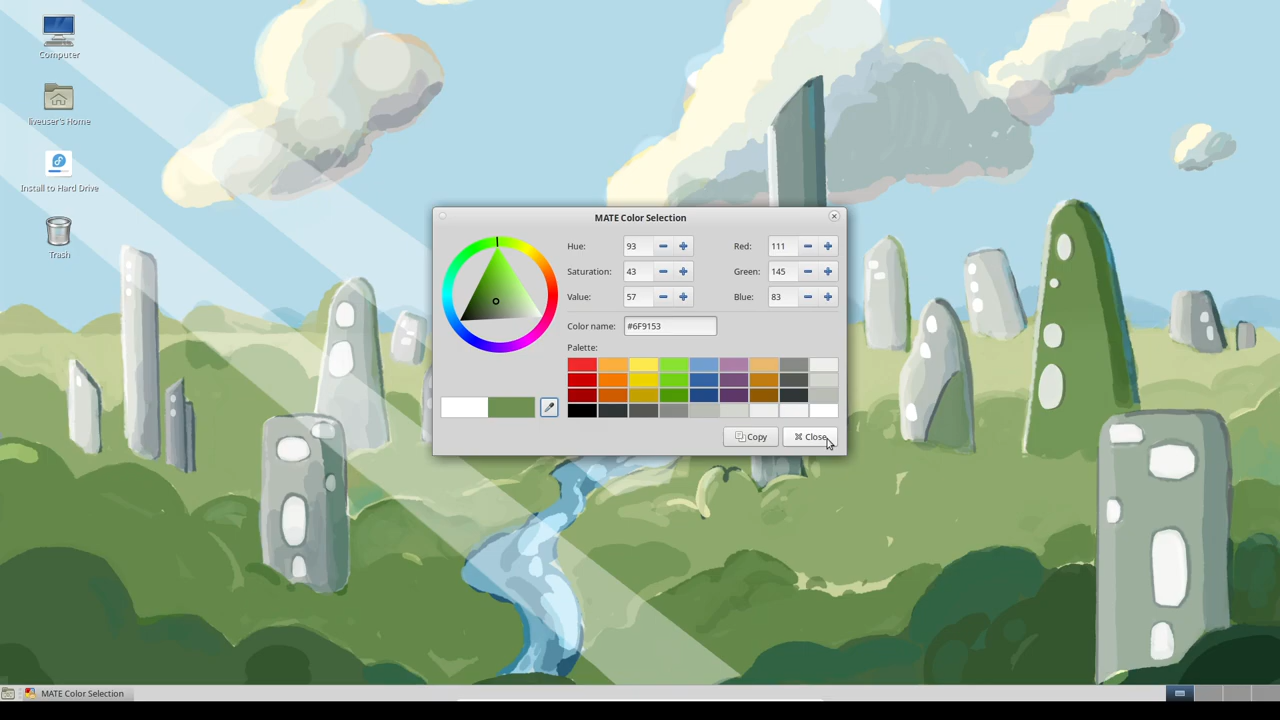 Computer
liveuser's Home
Install to Hard Drive
Trash
MATE Color Selection
Hue: 93
Red: 111
Saturation: 43
Green: 145
Value: 57
Blue: 83
Color name: #6F9153
Palette:
Copy
Close
MATE Color Selection